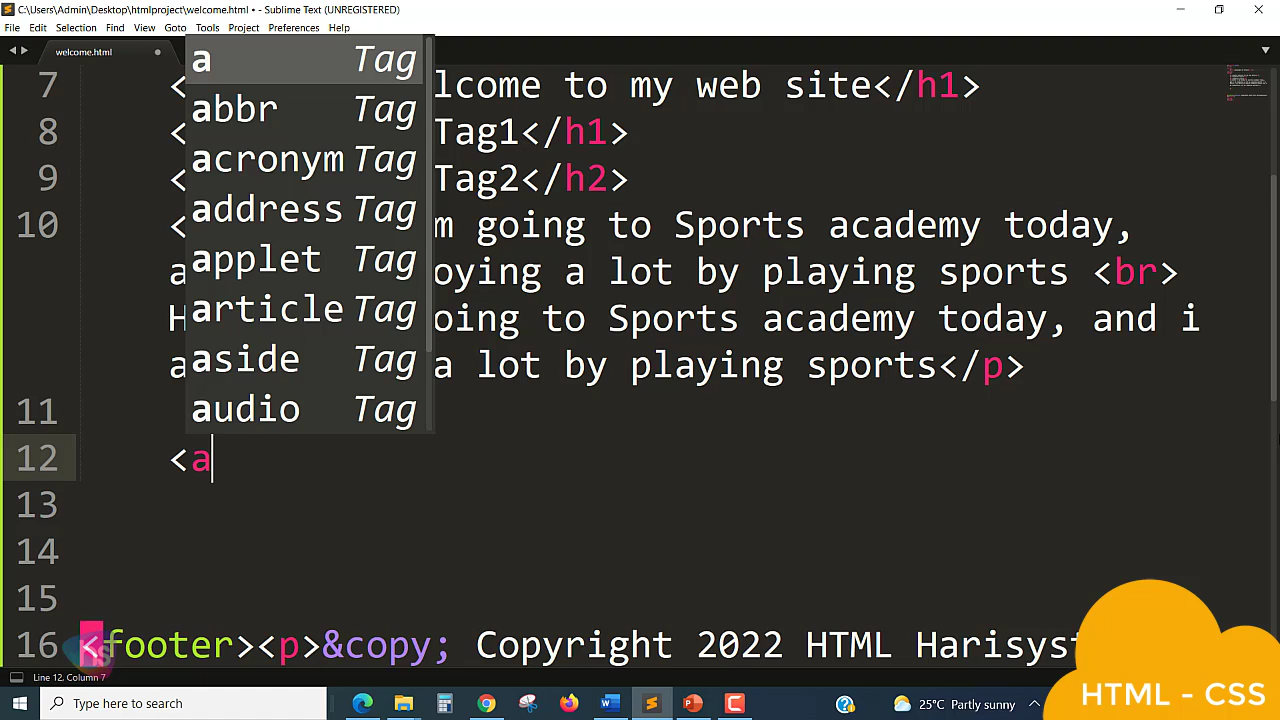 C:\Users\Admin\Desktop\htmlproject\welcome.html • - Sublime Text (UNREGISTERED)
File Edit Selection Find View Goto Tools Project Preferences Help
welcome.html
a Tag
abbr Tag
acronym Tag
address Tag
applet Tag
article Tag
aside Tag
audio Tag
7 < lcome to my web site</h1>
8 < Tag1</h1>
9 < Tag2</h2>
10 < m going to Sports academy today,
a oying a lot by playing sports <br>
H oing to Sports academy today, and i
a a lot by playing sports</p>
11
12 <a
13
14
15
16 <footer><p>&copy; Copyright 2022 HTML Harisyst
Line 12, Column 7
HTML - CSS
Type here to search
25°C Partly sunny